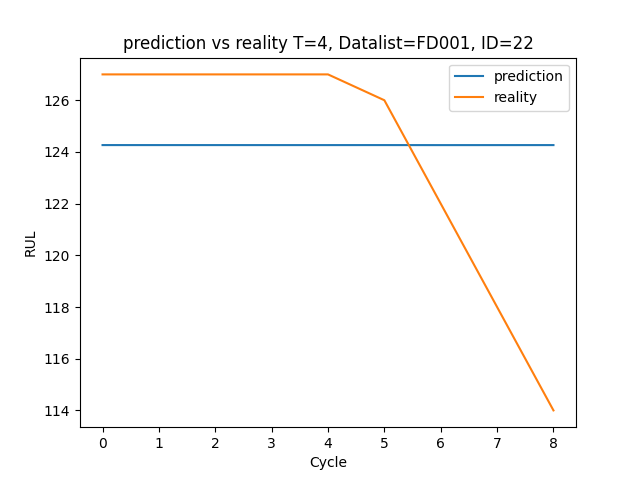 prediction vs reality T=4, Datalist=FD001, ID=22
prediction
reality
126
124
122
120
118
116
114
RUL
0 1 2 3 4 5 6 7 8
Cycle